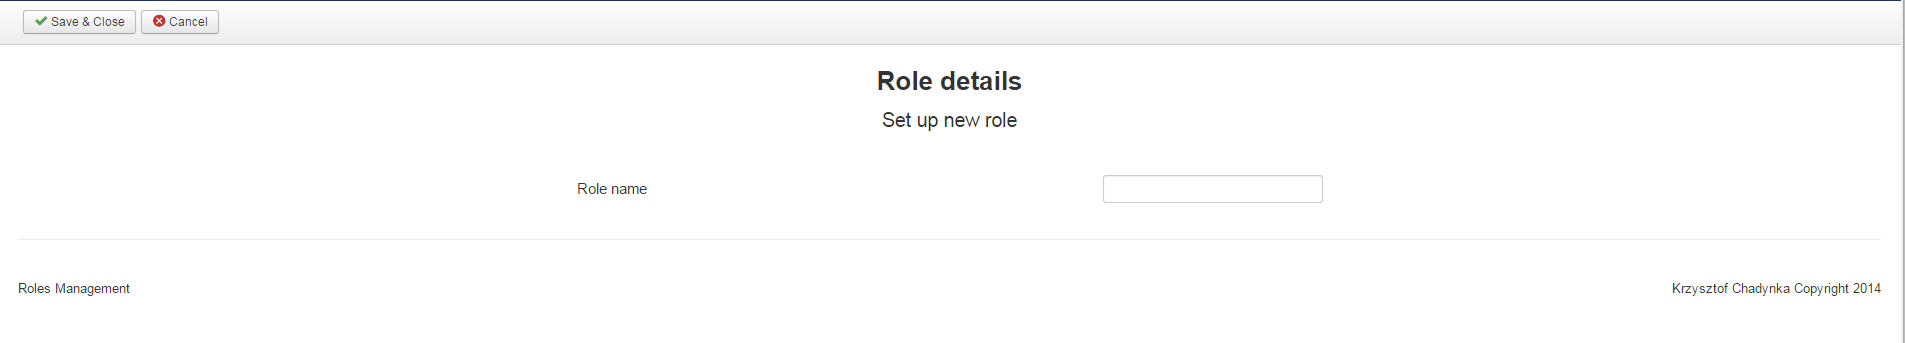 Save & Close Cancel
Role details
Set up new role
Role name
Roles Management Krzysztof Chadynka Copyright 2014